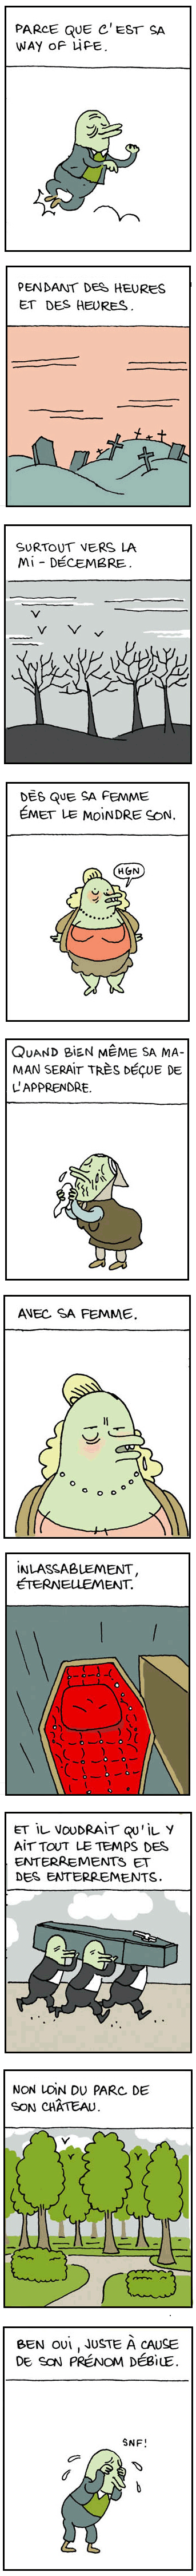 PARCE QUE C'EST SA
WAY OF LIFE.
PENDANT DES HEURES
ET DES HEURES.
SURTOUT VERS LA
MI-DÉCEMBRE.
DÈS QUE SA FEMME
ÉMET LE MOINDRE SON.
HGN
QUAND BIEN MÊME SA MA-
MAN SERAIT TRÈS DÉÇUE DE
L'APPRENDRE.
AVEC SA FEMME.
INLASSABLEMENT,
ÉTERNELLEMENT.
ET IL VOUDRAIT QU'IL Y
AIT TOUT LE TEMPS DES
ENTERREMENTS ET
DES ENTERREMENTS.
NON LOIN DU PARC DE
SON CHÂTEAU.
BEN OUI, JUSTE À CAUSE
DE SON PRÉNOM DÉBILE.
SNF!